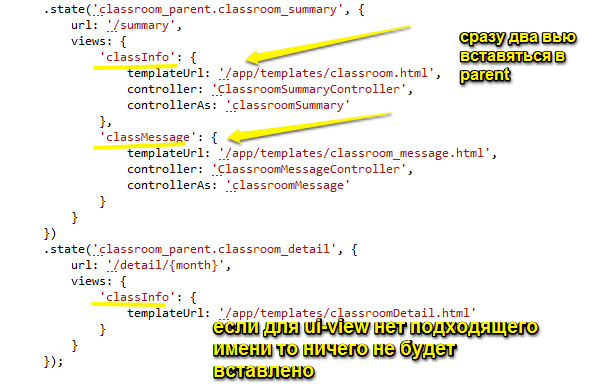 .state('classroom_parent.classroom_summary', {
url: '/summary',
views: {
'classInfo': {
templateUrl: '/app/templates/classroom.html',
controller: 'ClassroomSummaryController',
controllerAs: 'classroomSummary'
},
'classMessage': {
templateUrl: '/app/templates/classroom_message.html',
controller: 'ClassroomMessageController',
controllerAs: 'classroomMessage'
}
}
})
.state('classroom_parent.classroom_detail', {
url: '/detail/{month}',
views: {
'classInfo': {
templateUrl: '/app/templates/classroomDetail.html'
}
}
});
сразу два вью
вставяться в
parent
если для ui-view нет подходящего
имени то ничего не будет
вставлено